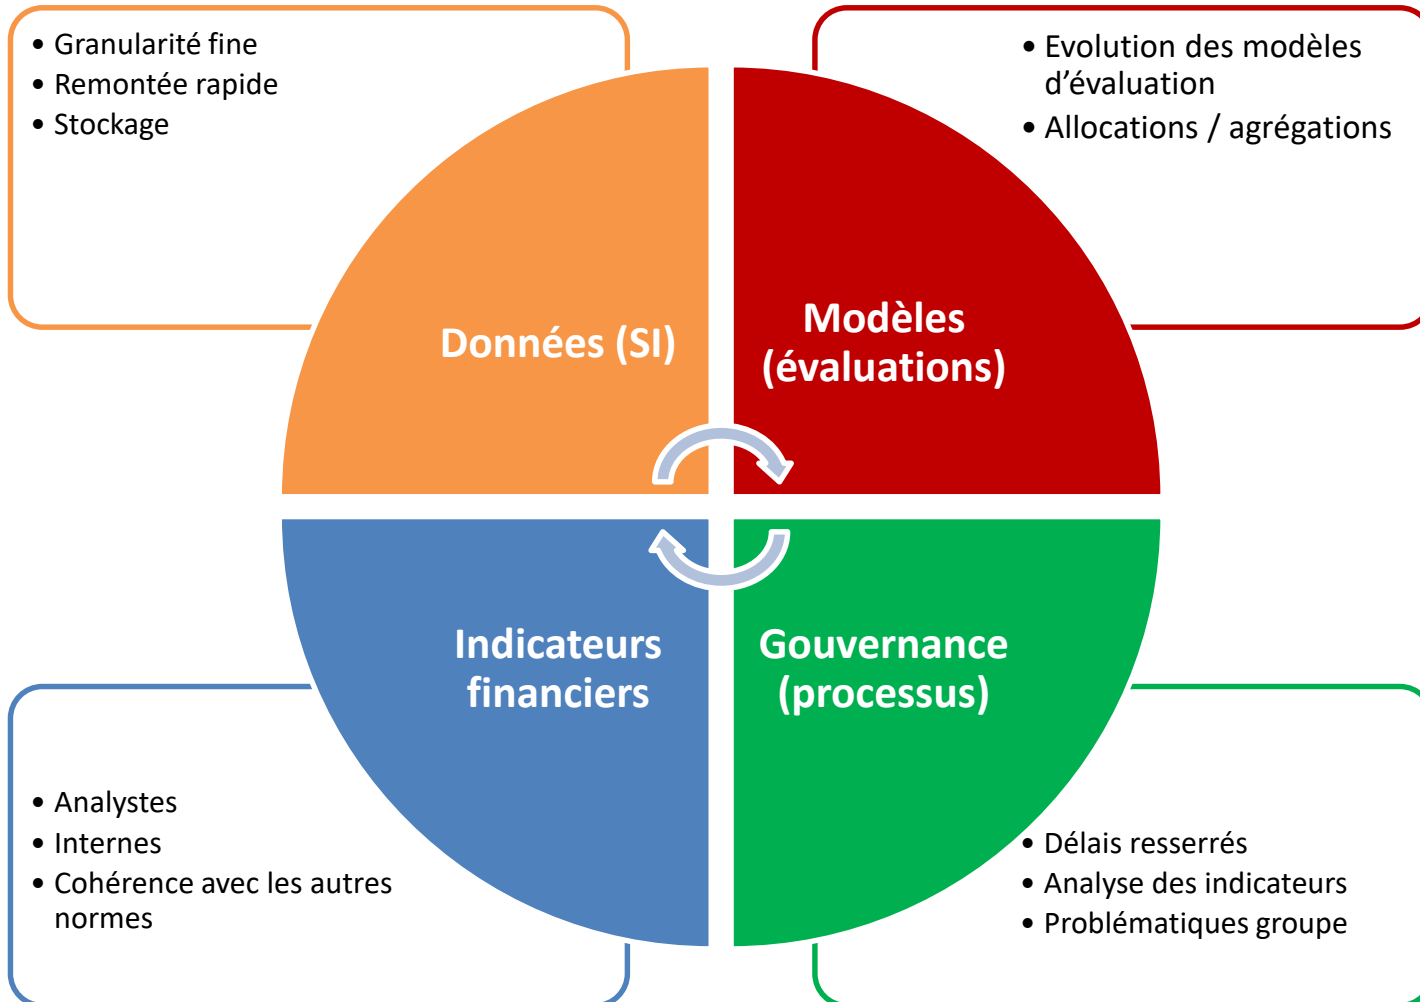 • Granularité fine
• Remontée rapide
• Stockage
• Evolution des modèles
d’évaluation
• Allocations / agrégations
Données (SI)
Modèles
(évaluations)
Indicateurs
financiers
Gouvernance
(processus)
• Analystes
• Internes
• Cohérence avec les autres
normes
• Délais resserrés
• Analyse des indicateurs
• Problématiques groupe